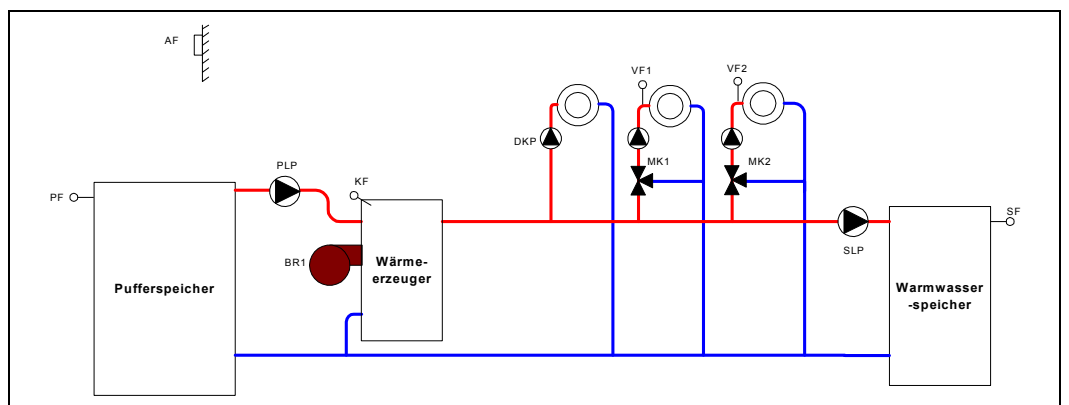 AF
VF1
VF2
DKP
PLP
MK1
MK2
KF
PF
SF
BR1
Wärme-
erzeuger
SLP
Pufferspeicher
Warmwasser
-speicher